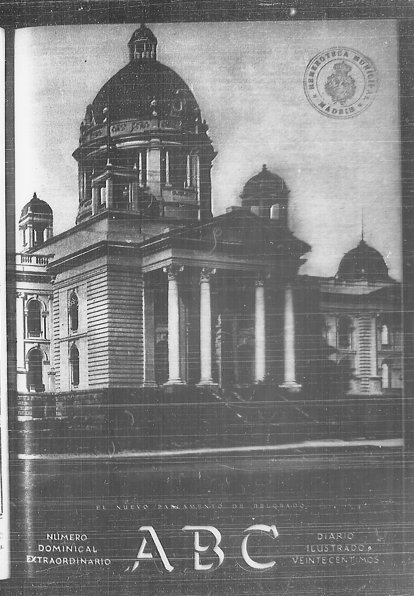 HEMEROTECA MUNICIPAL
MADRID
EL NUEVO PARLAMENTO DE BELGRADO
NUMERO
DOMINICAL
EXTRAORDINARIO
ABC
DIARIO
ILUSTRADO
VEINTE CENTIMOS